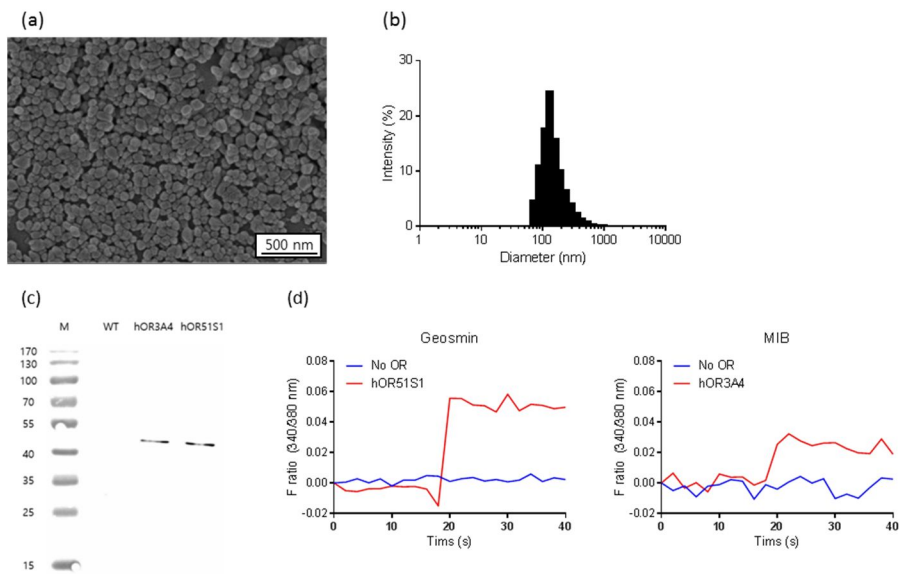 (a)
500 nm
(b)
30
20
10
0
Intensity (%)
1 10 100 1000 10000
Diameter (nm)
(c)
M WT hOR3A4 hOR51S1
170
130
100
70
55
40
35
25
15
(d)
Geosmin
No OR
hOR51S1
0.08
0.06
0.04
0.02
0.00
-0.02
F ratio (340/380 nm)
0 10 20 30 40
Tims (s)
MIB
No OR
hOR3A4
0.08
0.06
0.04
0.02
0.00
-0.02
F ratio (340/380 nm)
0 10 20 30 40
Tims (s)